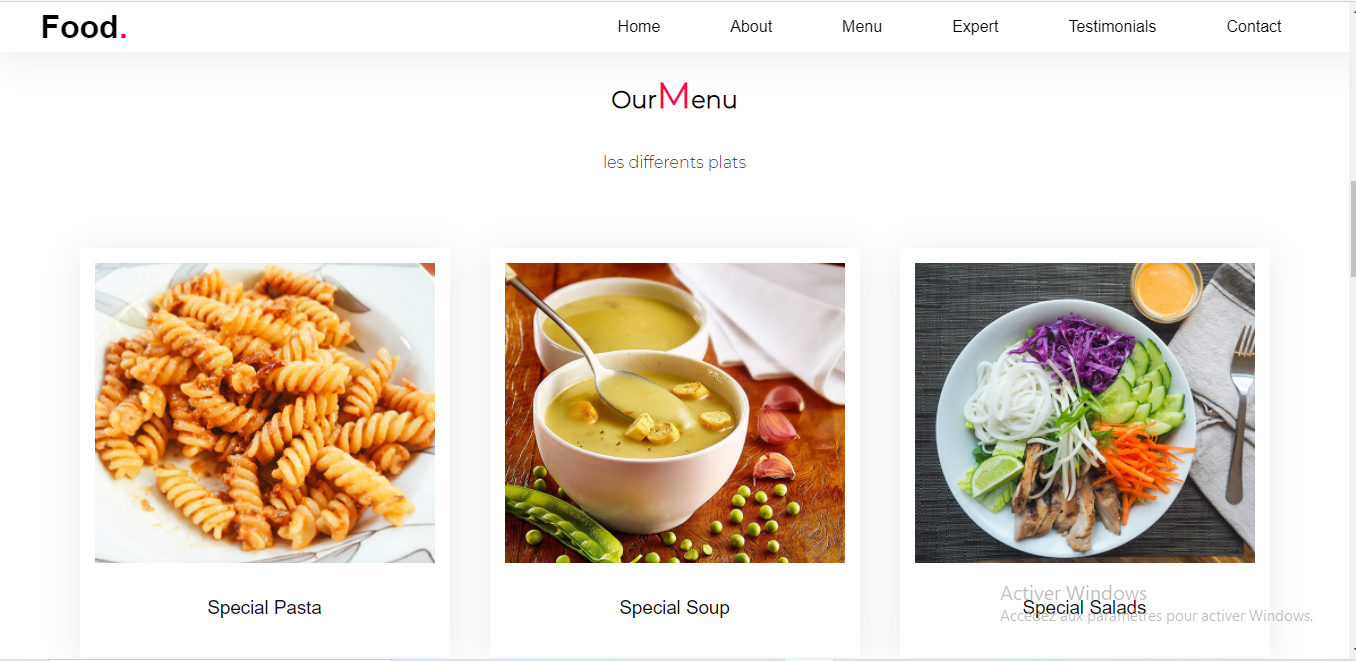 Food.
Home About Menu Expert Testimonials Contact
OurMenu
les differents plats
Special Pasta
Special Soup
Special Salads
Activer Windows
Accédez aux paramètres pour activer Windows.